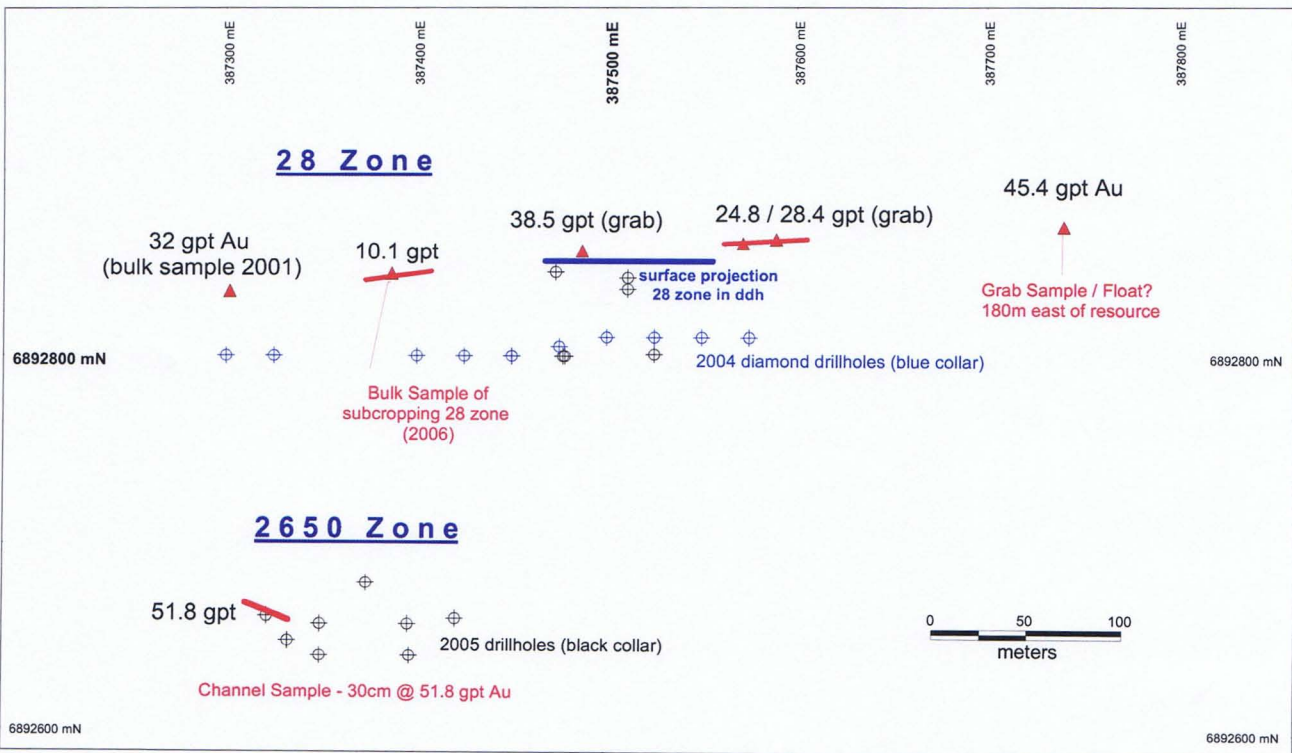 387300 mE
387400 mE
387500 mE
387600 mE
387700 mE
387800 mE
28 Zone
32 gpt Au
(bulk sample 2001)
10.1 gpt
38.5 gpt (grab)
24.8 / 28.4 gpt (grab)
45.4 gpt Au
surface projection
28 zone in ddh
Grab Sample / Float?
180m east of resource
6892800 mN
2004 diamond drillholes (blue collar)
6892800 mN
Bulk Sample of
subcropping 28 zone
(2006)
2650 Zone
51.8 gpt
2005 drillholes (black collar)
Channel Sample - 30cm @ 51.8 gpt Au
0 50 100
meters
6892600 mN
6892600 mN